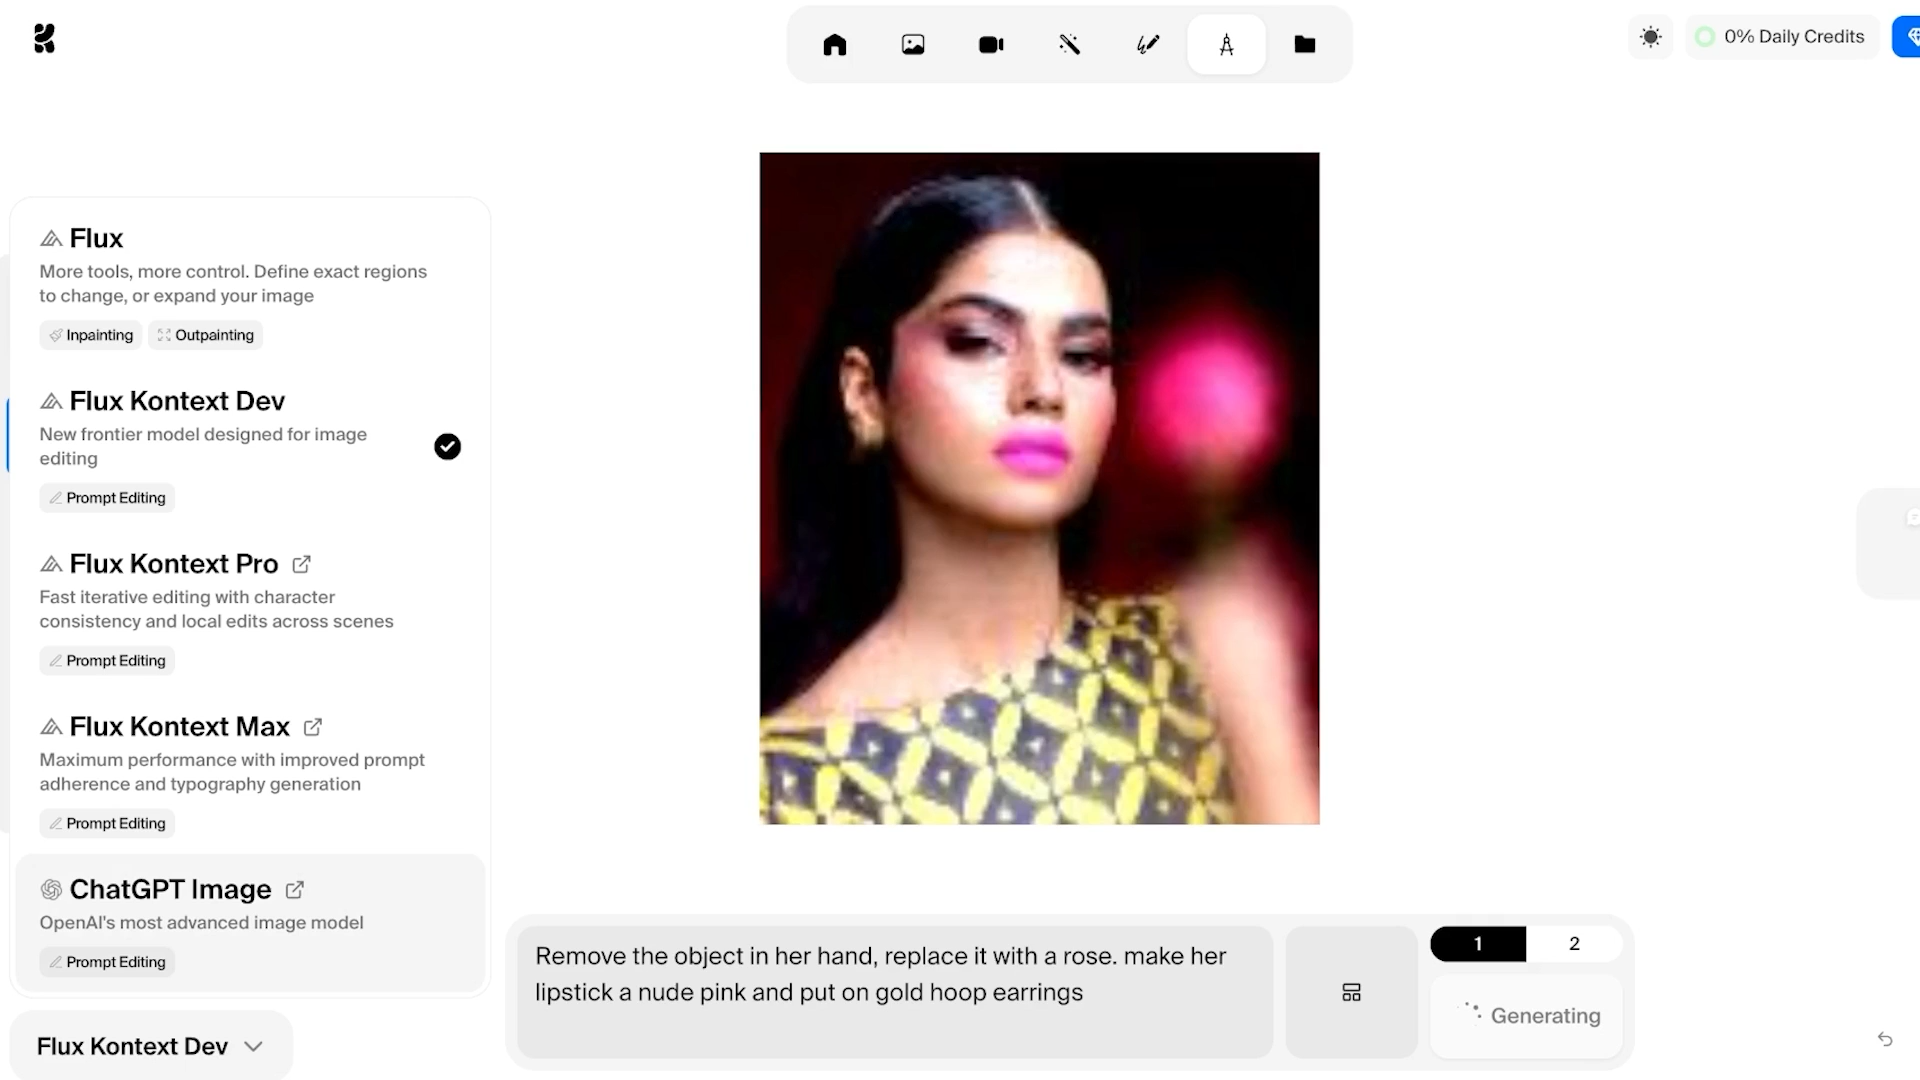 0% Daily Credits
Flux
More tools, more control. Define exact regions
to change, or expand your image
Inpainting
Outpainting
Flux Kontext Dev
New frontier model designed for image
editing
Prompt Editing
Flux Kontext Pro
Fast iterative editing with character
consistency and local edits across scenes
Prompt Editing
Flux Kontext Max
Maximum performance with improved prompt
adherence and typography generation
Prompt Editing
ChatGPT Image
OpenAI's most advanced image model
Prompt Editing
Flux Kontext Dev
Remove the object in her hand, replace it with a rose. make her
lipstick a nude pink and put on gold hoop earrings
1
2
Generating